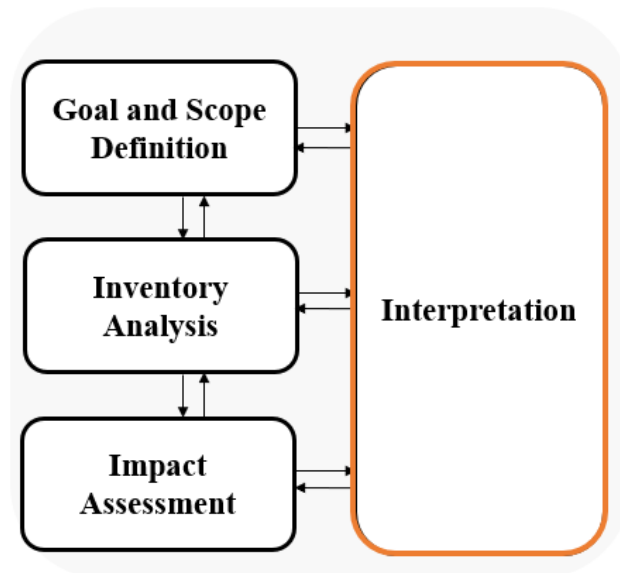 Goal and Scope
Definition
Inventory
Analysis
Interpretation
Impact
Assessment